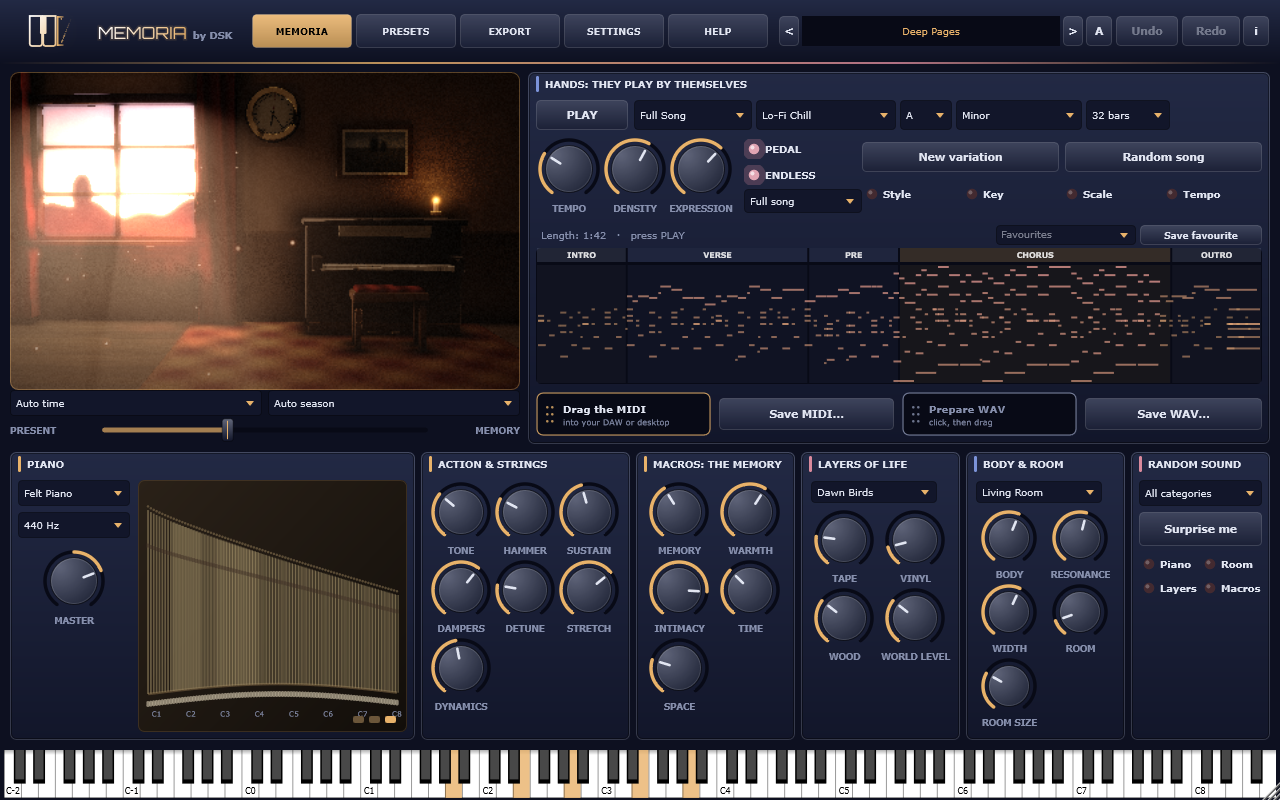 MEMORIA by DSK
MEMORIA PRESETS EXPORT SETTINGS HELP < Deep Pages > A Undo Redo i
HANDS: THEY PLAY BY THEMSELVES
PLAY Full Song Lo-Fi Chill A Minor 32 bars
TEMPO DENSITY EXPRESSION
PEDAL
ENDLESS
Full song
New variation Random song
Style Key Scale Tempo
Length: 1:42 · press PLAY
Favourites Save favourite
INTRO VERSE PRE CHORUS OUTRO
Drag the MIDI
into your DAW or desktop
Save MIDI...
Prepare WAV
click, then drag
Save WAV...
Auto time Auto season
PRESENT MEMORY
PIANO
Felt Piano
440 Hz
MASTER
C1 C2 C3 C4 C5 C6 C7 C8
ACTION & STRINGS
TONE HAMMER SUSTAIN
DAMPERS DETUNE STRETCH
DYNAMICS
MACROS: THE MEMORY
MEMORY WARMTH
INTIMACY TIME
SPACE
LAYERS OF LIFE
Dawn Birds
TAPE VINYL
WOOD WORLD LEVEL
BODY & ROOM
Living Room
BODY RESONANCE
WIDTH ROOM
ROOM SIZE
RANDOM SOUND
All categories
Surprise me
Piano Room
Layers Macros
C-2 C-1 C0 C1 C2 C3 C4 C5 C6 C7 C8